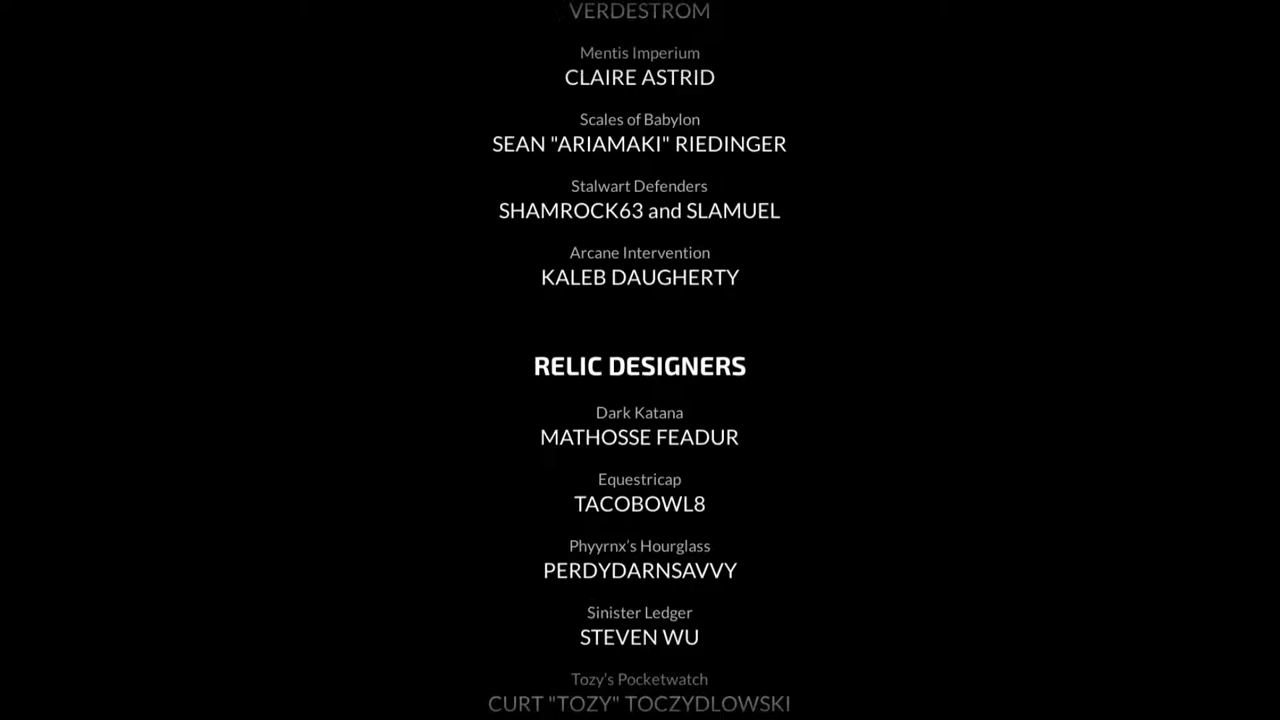 VERDESTROM
Mentis Imperium
CLAIRE ASTRID
Scales of Babylon
SEAN "ARIAMAKI" RIEDINGER
Stalwart Defenders
SHAMROCK63 and SLAMUEL
Arcane Intervention
KALEB DAUGHERTY
RELIC DESIGNERS
Dark Katana
MATHOSSE FEADUR
Equestricap
TACOBOWL8
Phyyrnx's Hourglass
PERDYDARNSAVVY
Sinister Ledger
STEVEN WU
Tozy's Pocketwatch
CURT "TOZY" TOCZYDLOWSKI